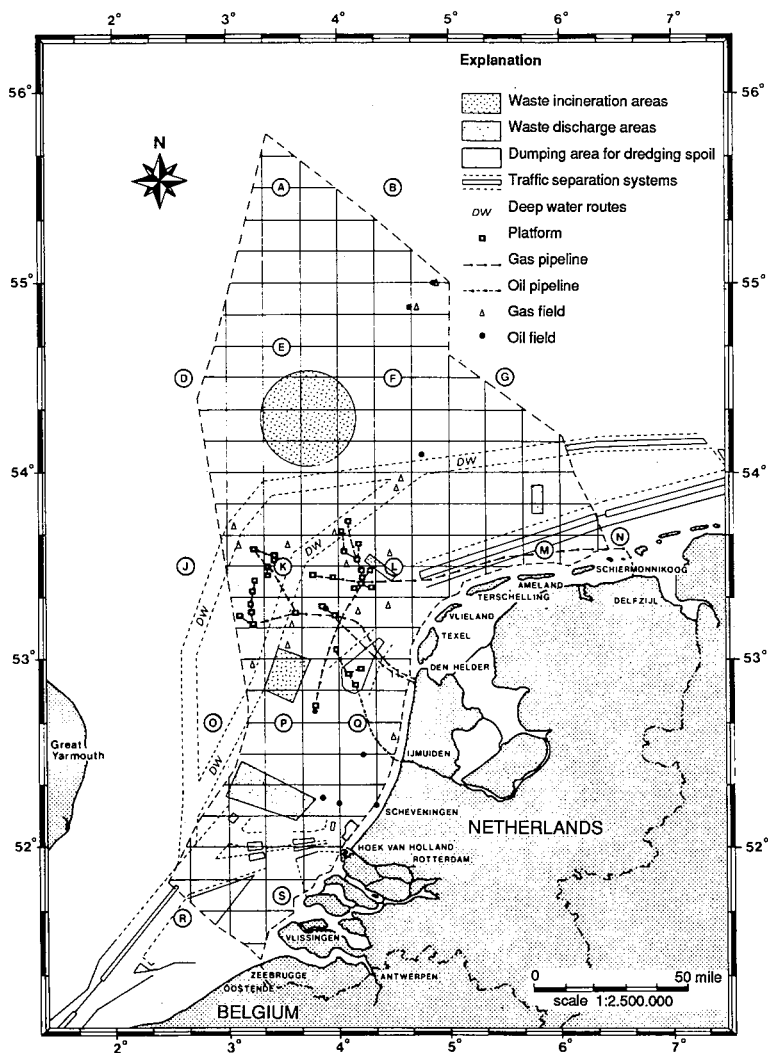 2° 3° 4° 5° 6° 7°
56° 56°
55° 55°
54° 54°
53° 53°
52° 52°
2° 3° 4° 5° 6° 7°
N
Explanation
Waste incineration areas
Waste discharge areas
Dumping area for dredging spoil
Traffic separation systems
DW Deep water routes
Platform
Gas pipeline
Oil pipeline
Gas field
Oil field
A B
E
D F G
DW
DW
J K L M N
SCHIERMONNIKOOG
AMELAND
TERSCHELLING
DELFZIJL
VLIELAND
DW
TEXEL
DEN HELDER
O P Q
Great
Yarmouth
IJMUIDEN
DW
SCHEVENINGEN
NETHERLANDS
HOEK VAN HOLLAND
ROTTERDAM
S
R
VLISSINGEN
ZEEBRUGGE
ANTWERPEN
OOSTENDE
BELGIUM
0 50 mile
scale 1:2.500.000